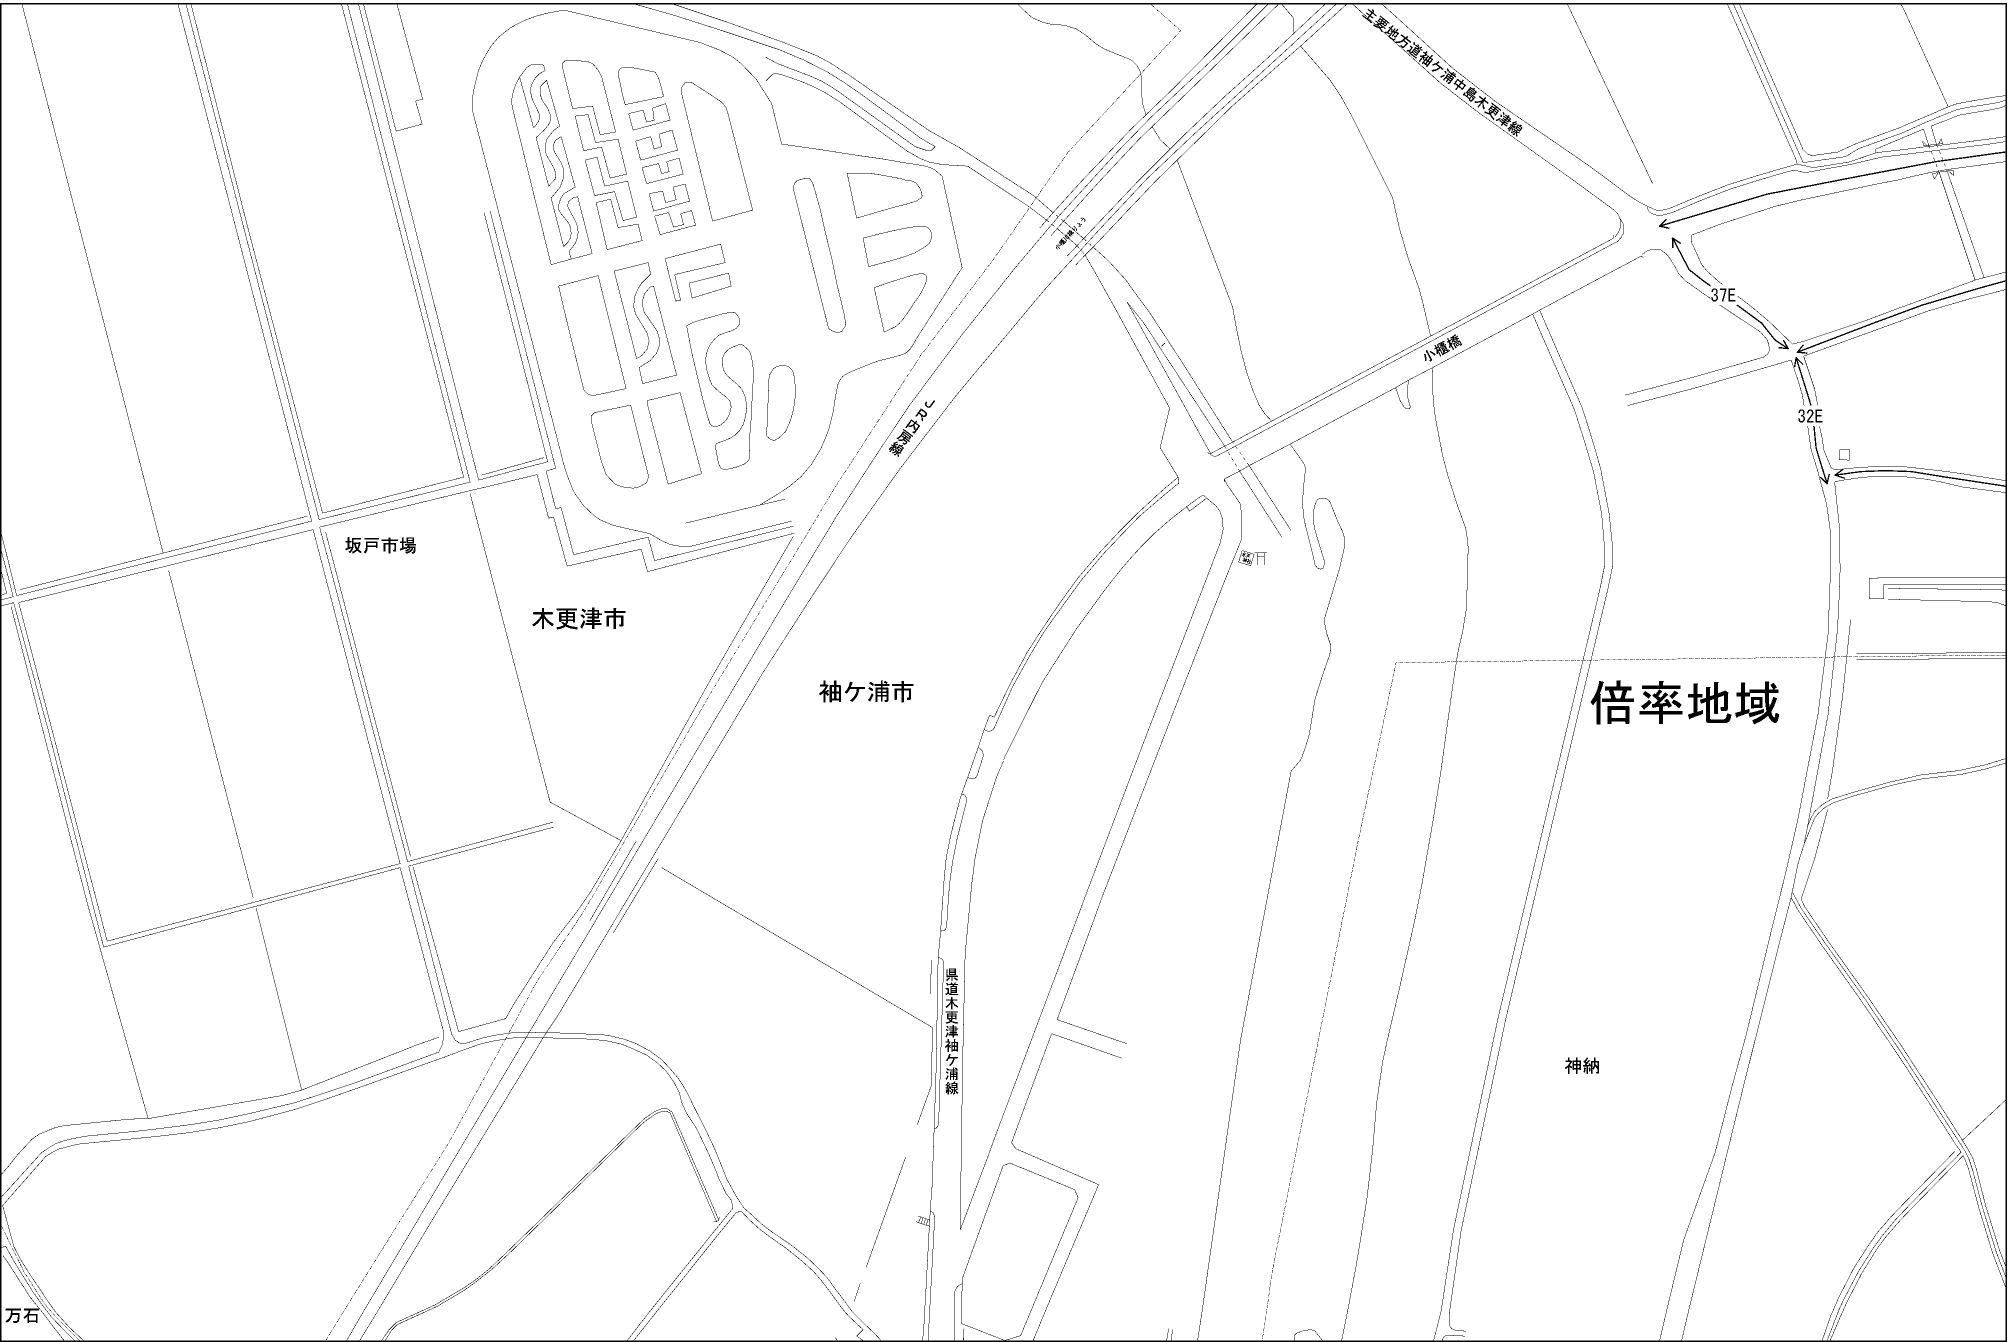 主要地方道袖ケ浦中島木更津線
37E
小櫃橋
JR内房線
32E
坂戸市場
木更津市
袖ケ浦市
倍率地域
県道木更津袖ケ浦線
神納
万石